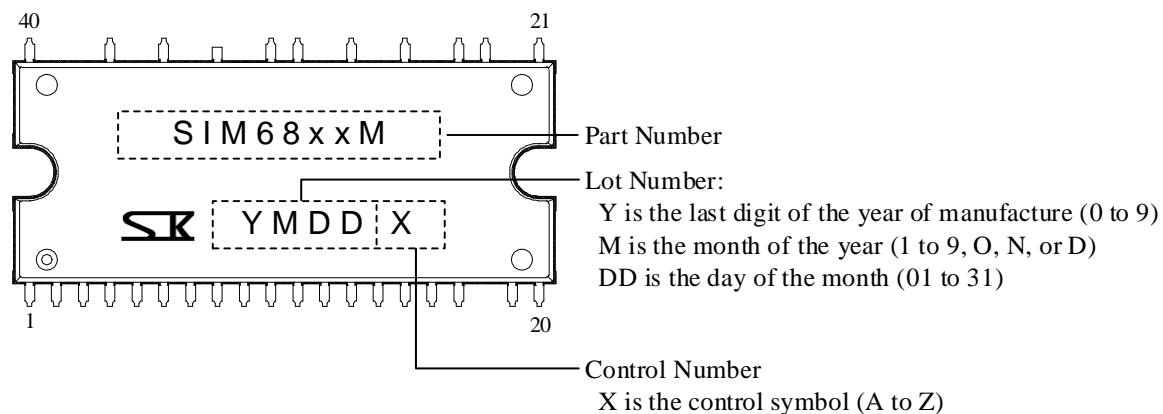 40 21
SIM68xxM
Part Number
Lot Number:
Y is the last digit of the year of manufacture (0 to 9)
M is the month of the year (1 to 9, O, N, or D)
DD is the day of the month (01 to 31)
SK YMDD X
1 20
Control Number
X is the control symbol (A to Z)